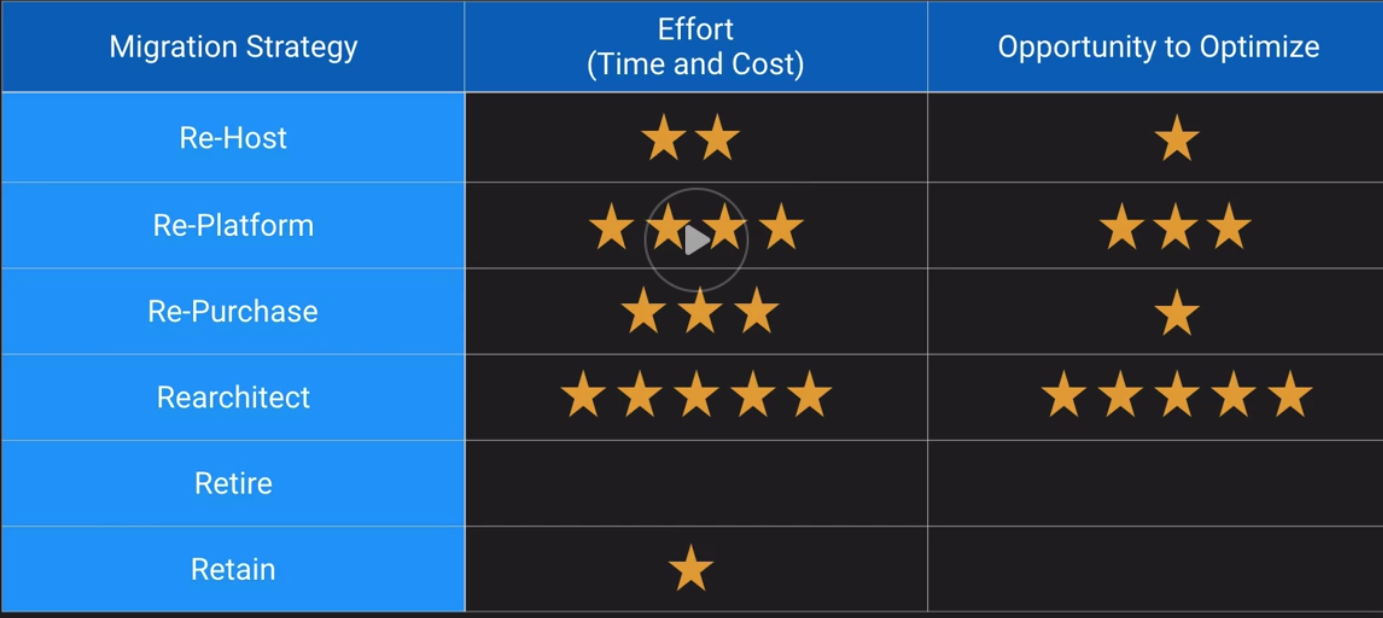 Migration Strategy
Effort
(Time and Cost)
Opportunity to Optimize
Re-Host
Re-Platform
Re-Purchase
Rearchitect
Retire
Retain